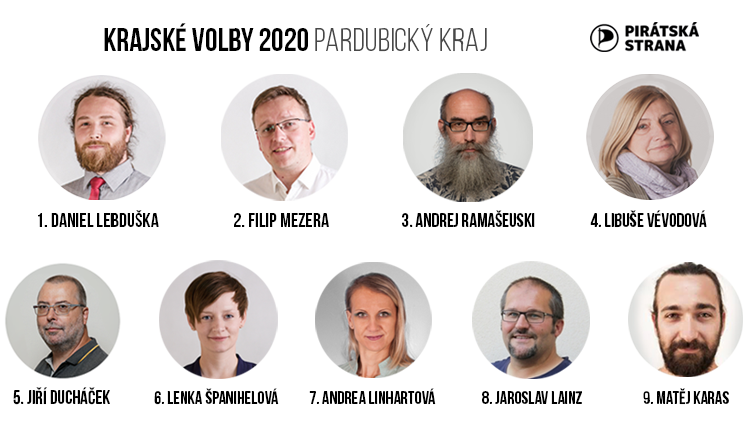 KRAJSKÉ VOLBY 2020 PARDUBICKÝ KRAJ
PIRÁTSKÁ
STRANA
1. DANIEL LEBDUŠKA
2. FILIP MEZERA
3. ANDREJ RAMAŠEUSKI
4. LIBUŠE VÉVODOVÁ
5. JIŘÍ DUCHÁČEK
6. LENKA ŠPANIHELOVÁ
7. ANDREA LINHARTOVÁ
8. JAROSLAV LAINZ
9. MATĚJ KARAS